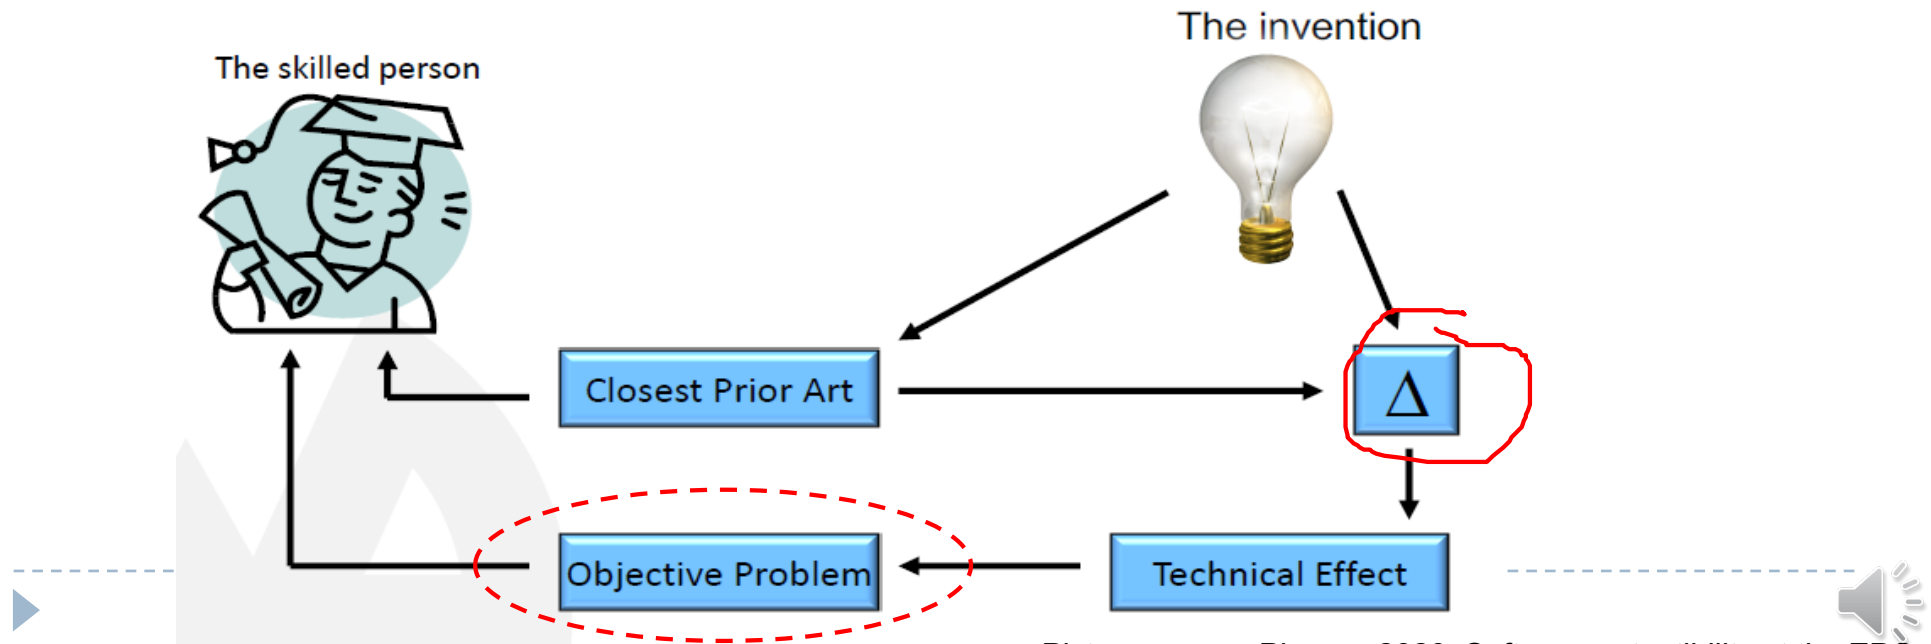 The invention
The skilled person
Closest Prior Art
Δ
Objective Problem
Technical Effect